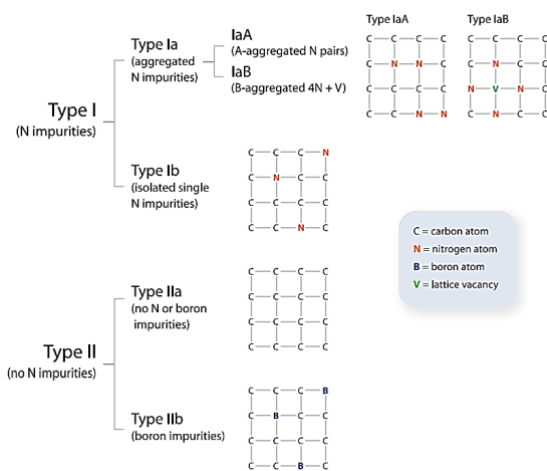 Type I
(N impurities)
Type Ia
(aggregated
N impurities)
IaA
(A-aggregated N pairs)
IaB
(B-aggregated 4N + V)
Type IaA
C C C C
C N N C
C C C C
C C N N
Type IaB
C C C C
C N C C
N V N C
C N C C
Type Ib
(isolated single
N impurities)
C C C N
C N C C
C C C C
C C N C
C = carbon atom
N = nitrogen atom
B = boron atom
V = lattice vacancy
Type II
(no N impurities)
Type IIa
(no N or boron
impurities)
C C C C
C C C C
C C C C
C C C C
Type IIb
(boron impurities)
C C C B
C B C C
C C C C
C C B C